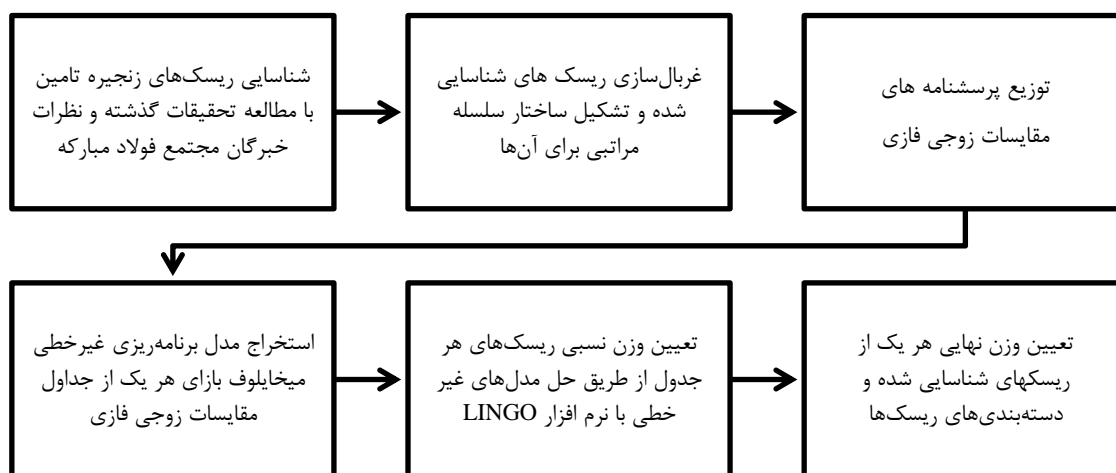 شناسایی ریسک‌های زنجیره تامین
با مطالعه تحقیقات گذشته و نظرات
خبرگان مجتمع فولاد مبارکه
غربال‌سازی ریسک های شناسایی
شده و تشکیل ساختار سلسله
مراتبی برای آن‌ها
توزیع پرسشنامه های
مقایسات زوجی فازی
استخراج مدل برنامه‌ریزی غیرخطی
میخایلوف بازای هر یک از جداول
مقایسات زوجی فازی
تعیین وزن نسبی ریسک‌های هر
جدول از طریق حل مدل‌های غیر
خطی با نرم افزار LINGO
تعیین وزن نهایی هر یک از
ریسکهای شناسایی شده و
دسته‌بندی‌های ریسک‌ها